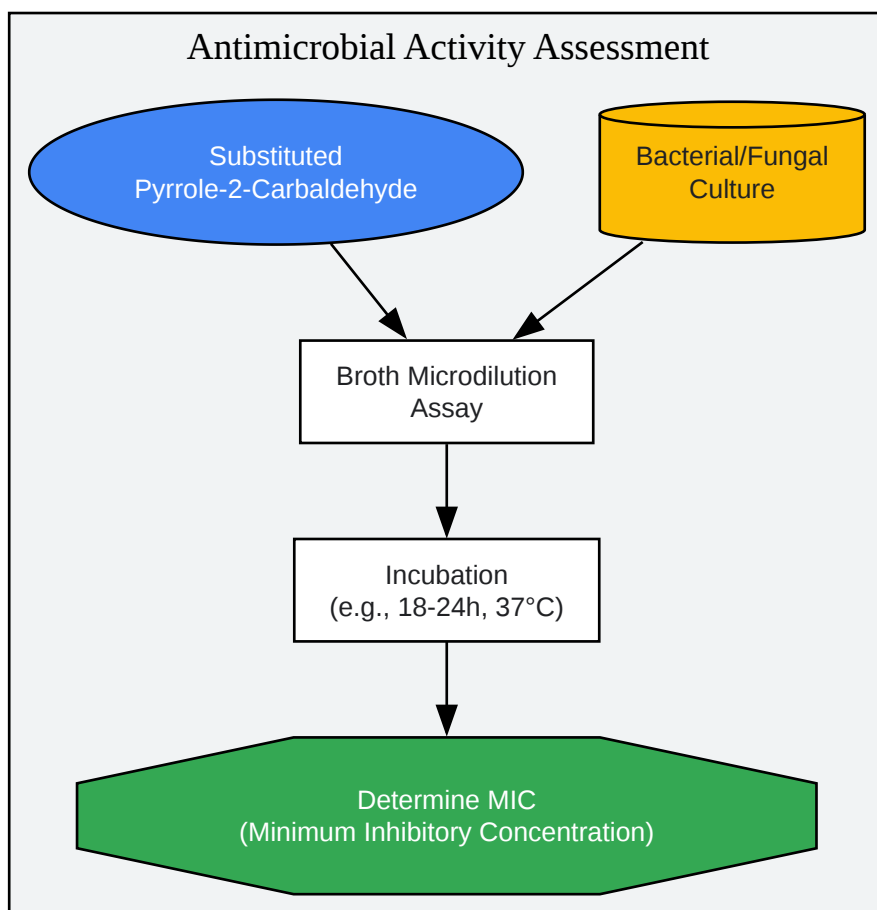 Antimicrobial Activity Assessment
Substituted
Pyrrole-2-Carbaldehyde
Bacterial/Fungal
Culture
Broth Microdilution
Assay
Incubation
(e.g., 18-24h, 37°C)
Determine MIC
(Minimum Inhibitory Concentration)